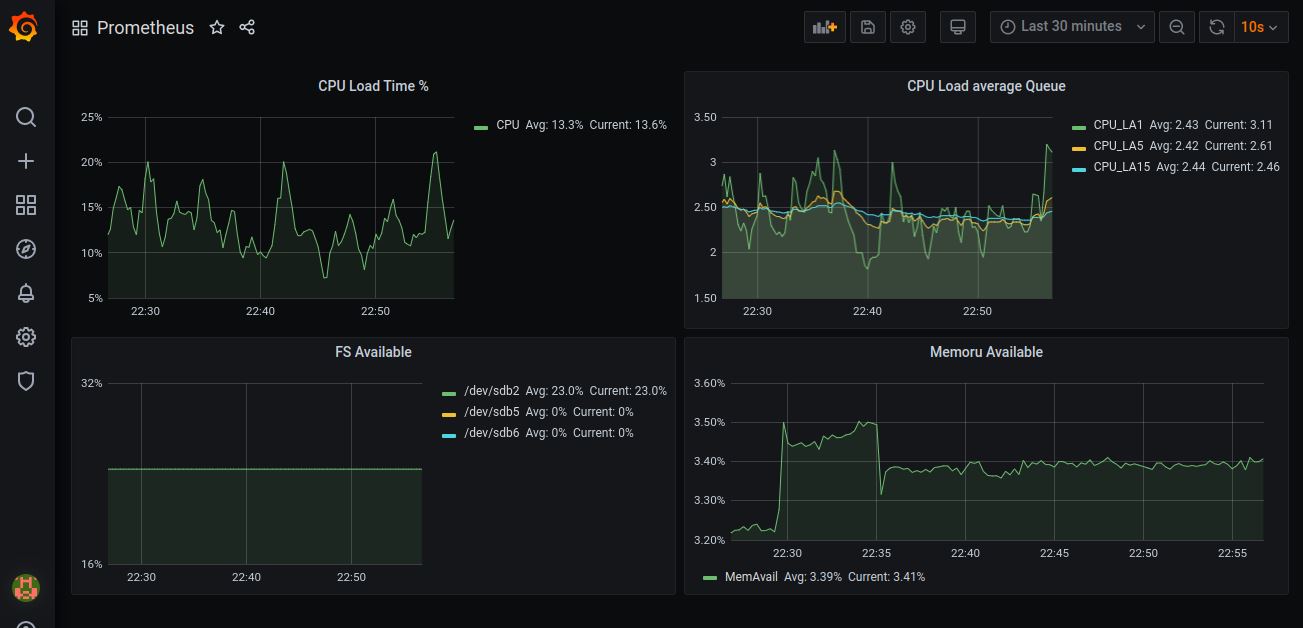 Prometheus
Last 30 minutes
10s
CPU Load Time %
25%
20%
15%
10%
5%
22:30 22:40 22:50
CPU Avg: 13.3% Current: 13.6%
CPU Load average Queue
3.50
3
2.50
2
1.50
22:30 22:40 22:50
CPU_LA1 Avg: 2.43 Current: 3.11
CPU_LA5 Avg: 2.42 Current: 2.61
CPU_LA15 Avg: 2.44 Current: 2.46
FS Available
32%
16%
22:30 22:40 22:50
/dev/sdb2 Avg: 23.0% Current: 23.0%
/dev/sdb5 Avg: 0% Current: 0%
/dev/sdb6 Avg: 0% Current: 0%
Memoru Available
3.60%
3.50%
3.40%
3.30%
3.20%
22:30 22:35 22:40 22:45 22:50 22:55
MemAvail Avg: 3.39% Current: 3.41%